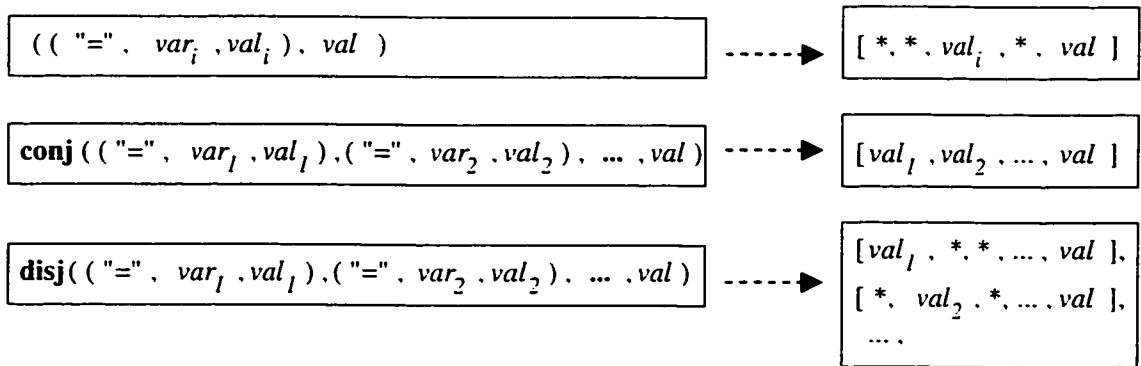 (( "=", var_i ,val_i ), val )
[ *, *, val_i , *, val ]
conj (( "=", var_1 ,val_1 ),( "=", var_2 ,val_2 ), ... ,val )
[val_1 ,val_2 , ... , val ]
disj(( "=", var_1 ,val_1 ),( "=", var_2 ,val_2 ), ... ,val )
[val_1 , *, *, ... , val ],
[ *, val_2 , *, ... , val ],
... ,